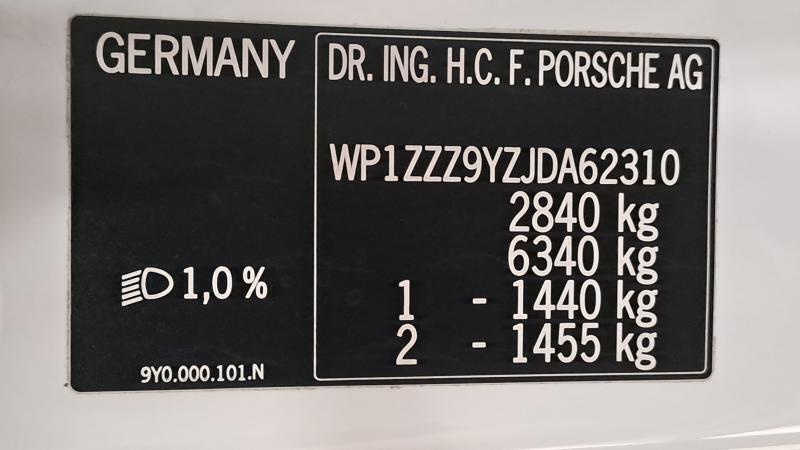 GERMANY
1,0 %
9Y0.000.101.N
DR. ING. H.C. F. PORSCHE AG
WP1ZZZ9YZJDA62310
2840 kg
6340 kg
1 - 1440 kg
2 - 1455 kg